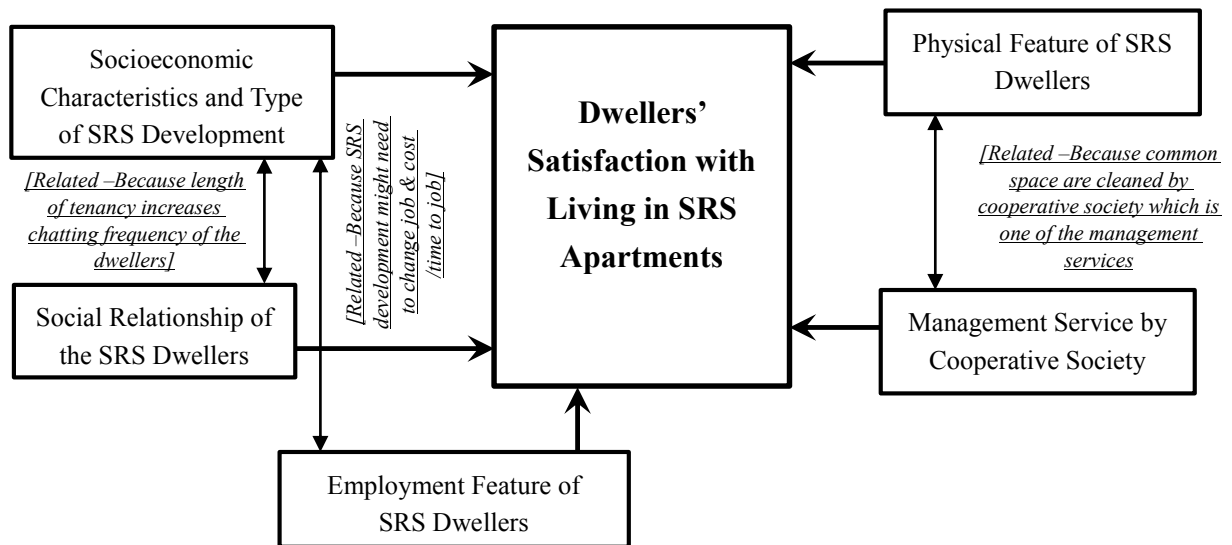 Socioeconomic
Characteristics and Type
of SRS Development
[Related –Because length
of tenancy increases
chatting frequency of the
dwellers]
Social Relationship of
the SRS Dwellers
[Related –Because SRS
development might need
to change job & cost
/time to job]
Employment Feature of
SRS Dwellers
Dwellers’
Satisfaction with
Living in SRS
Apartments
Physical Feature of SRS
Dwellers
[Related –Because common
space are cleaned by
cooperative society which is
one of the management
services
Management Service by
Cooperative Society